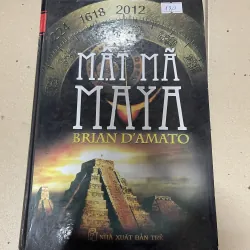 1618 2012
MẬT MÃ
MAYA
BRIAN D'AMATO
NHÀ XUẤT BẢN TRẺ